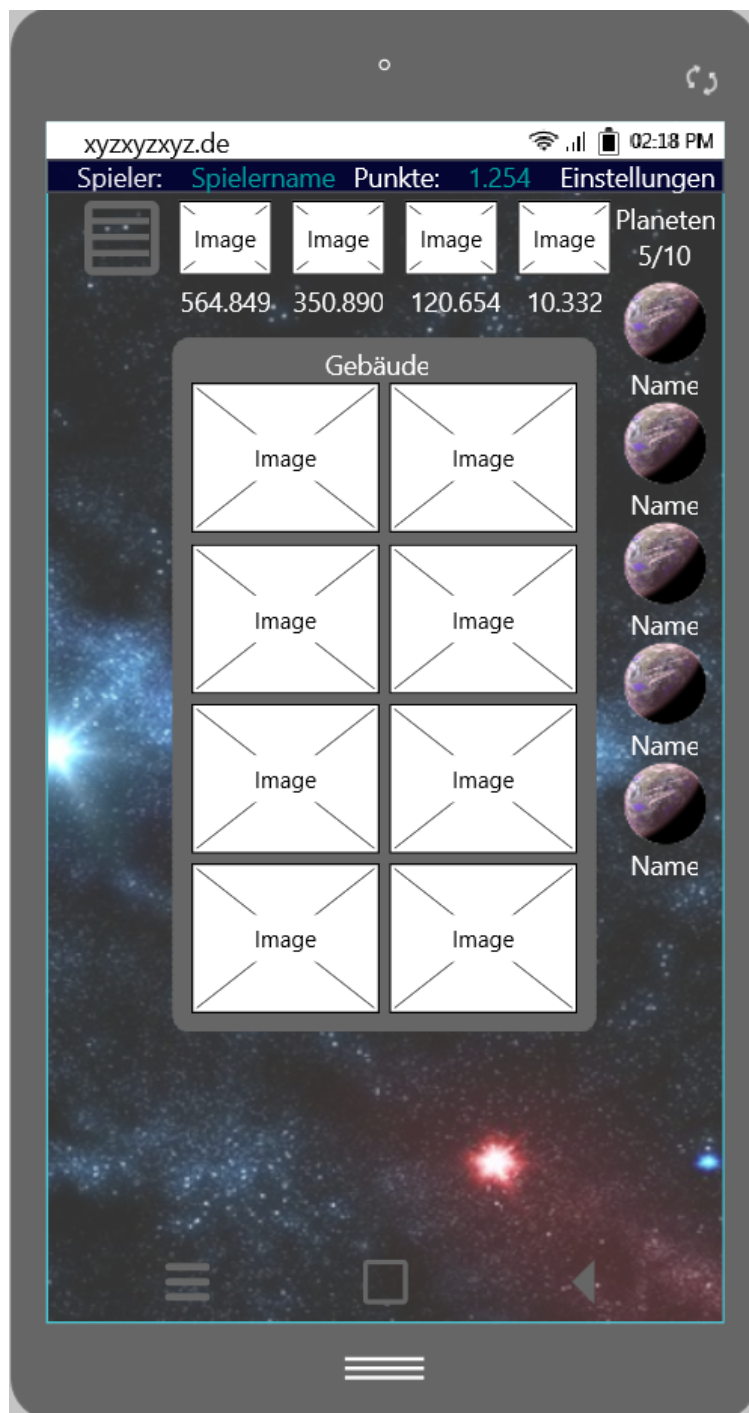 xyzxyzxyz.de 02:18 PM
Spieler: Spielername Punkte: 1.254 Einstellungen
Image Image Image Image Planeten
5/10
564.849 350.890 120.654 10.332
Gebäude
Name
Image Image
Name
Image Image
Name
Name
Image Image
Name
Image Image